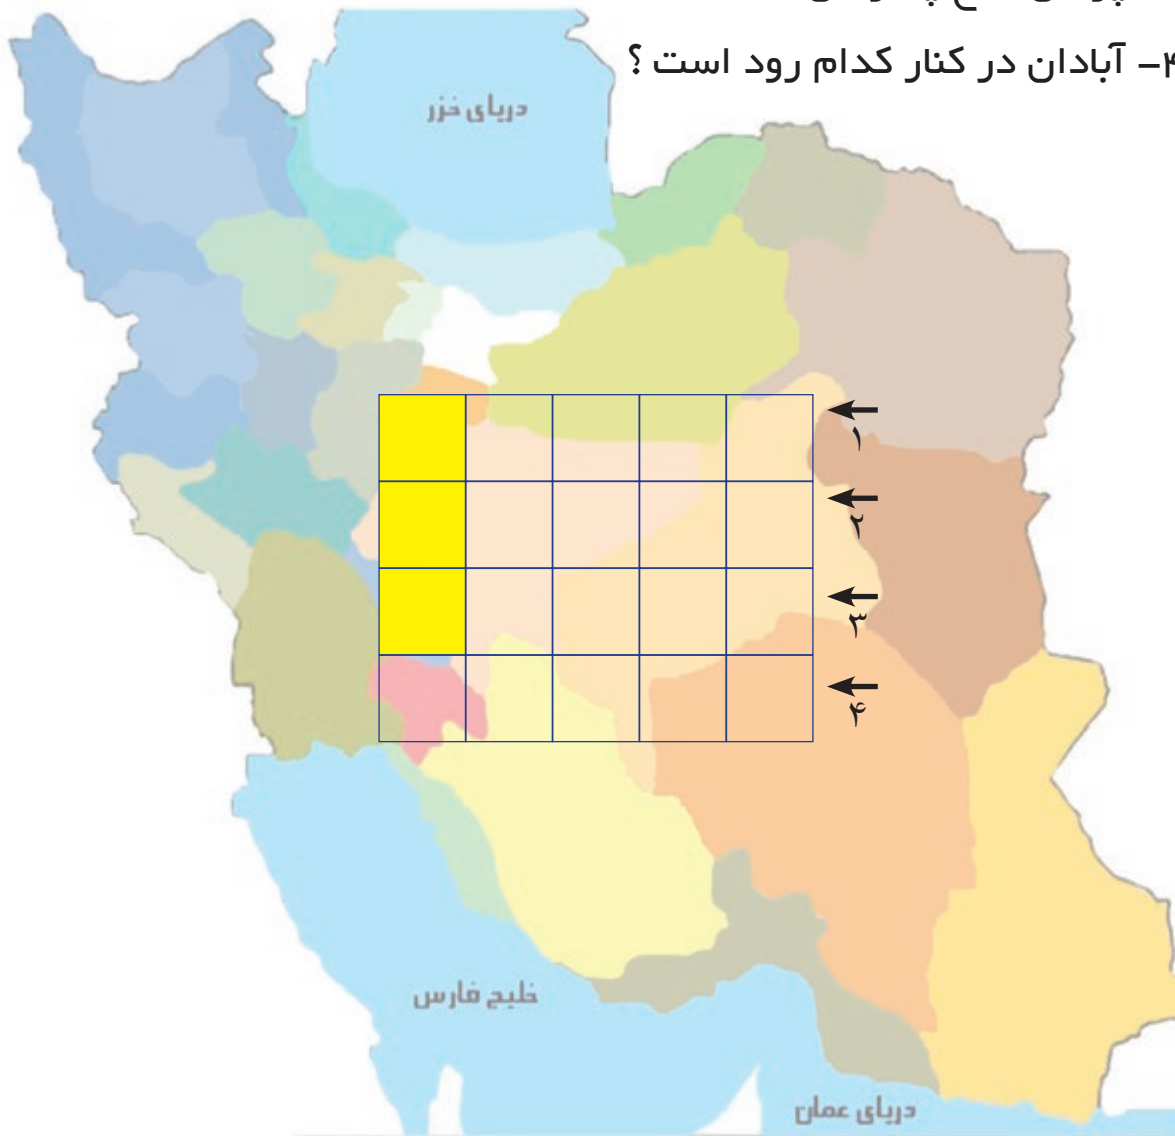 ۴- آبادان در کنار کدام رود است ؟
دریای خزر
۱
۲
۳
۴
خلیج فارس
دریای عمان